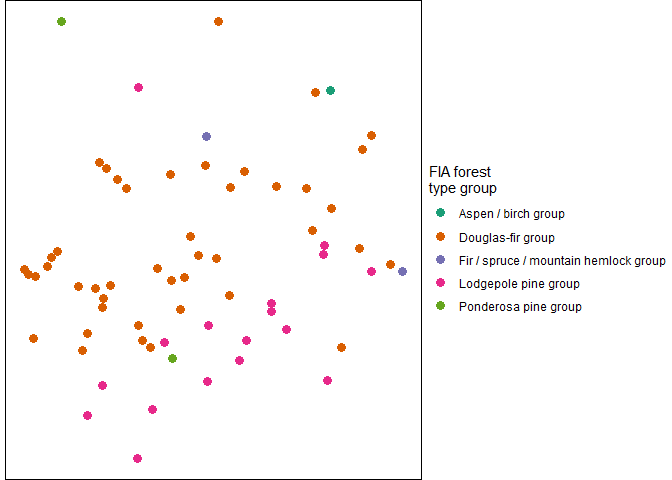 FIA forest
type group
Aspen / birch group
Douglas-fir group
Fir / spruce / mountain hemlock group
Lodgepole pine group
Ponderosa pine group